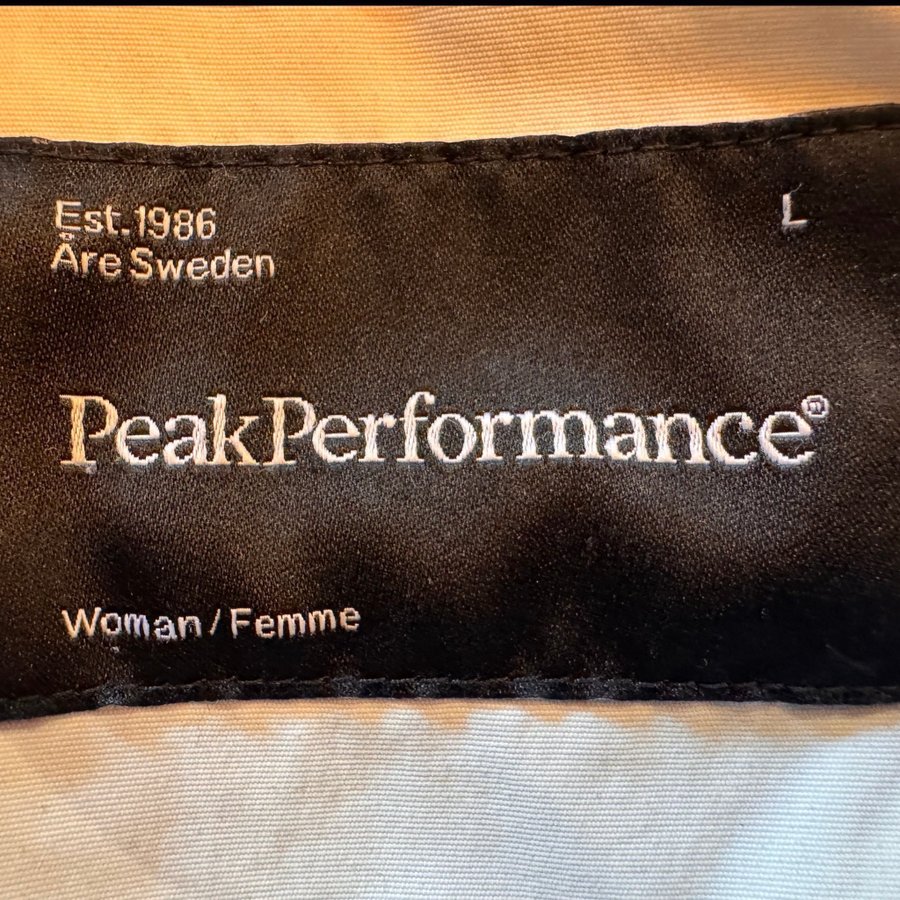 Est.1986
Åre Sweden
L
PeakPerformance®
Woman/Femme